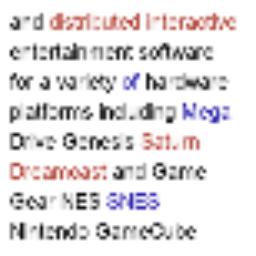 and distributed interactive
entertainment software
for a variety of hardware
platforms including Mega
Drive Genesis Saturn
Dreamcast and Game
Gear NES SNES
Nintendo GameCube